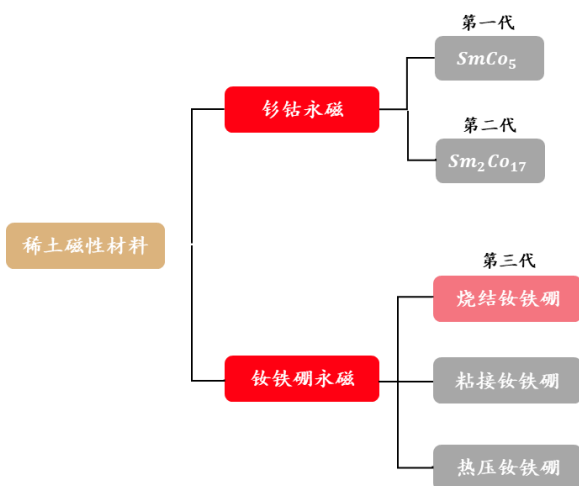 第一代
SmCo₅
钐钴永磁
第二代
Sm₂Co₁₇
稀土磁性材料
第三代
烧结钕铁硼
钕铁硼永磁
粘接钕铁硼
热压钕铁硼